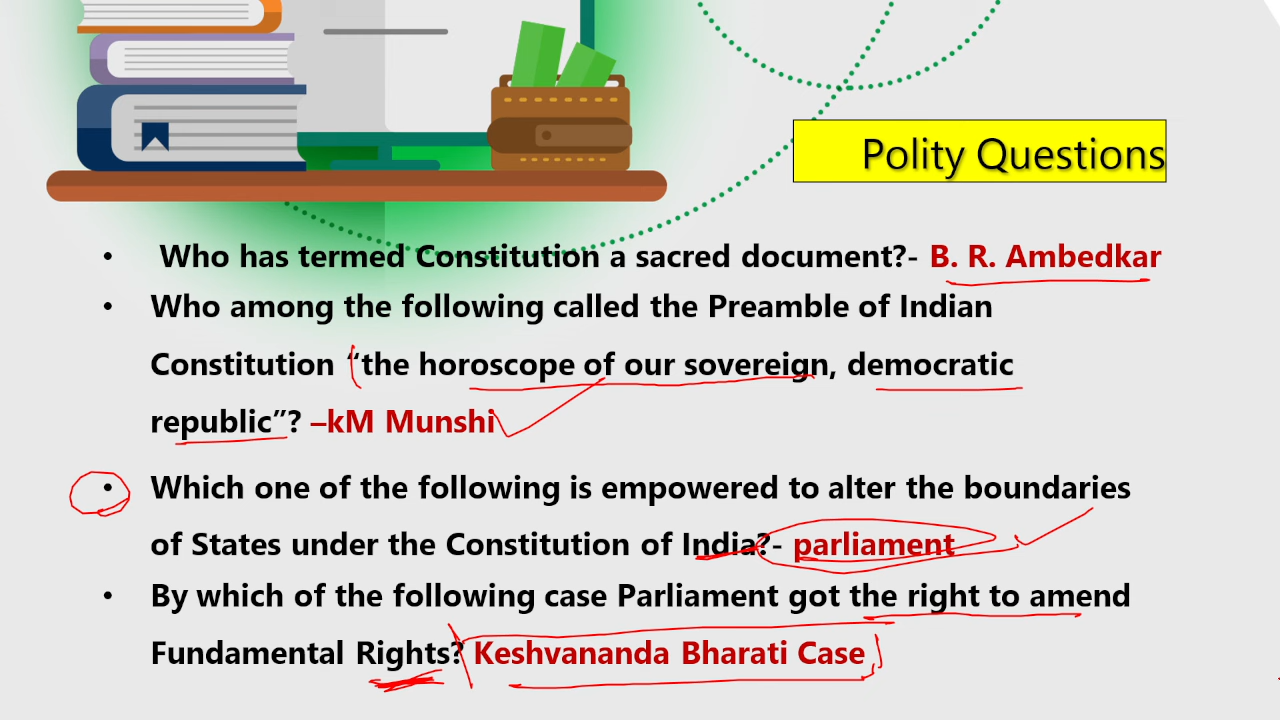 Polity Questions
• Who has termed Constitution a sacred document?- B. R. Ambedkar
• Who among the following called the Preamble of Indian
Constitution “the horoscope of our sovereign, democratic
republic”? –kM Munshi
• Which one of the following is empowered to alter the boundaries
of States under the Constitution of India?- parliament
• By which of the following case Parliament got the right to amend
Fundamental Rights? Keshvananda Bharati Case